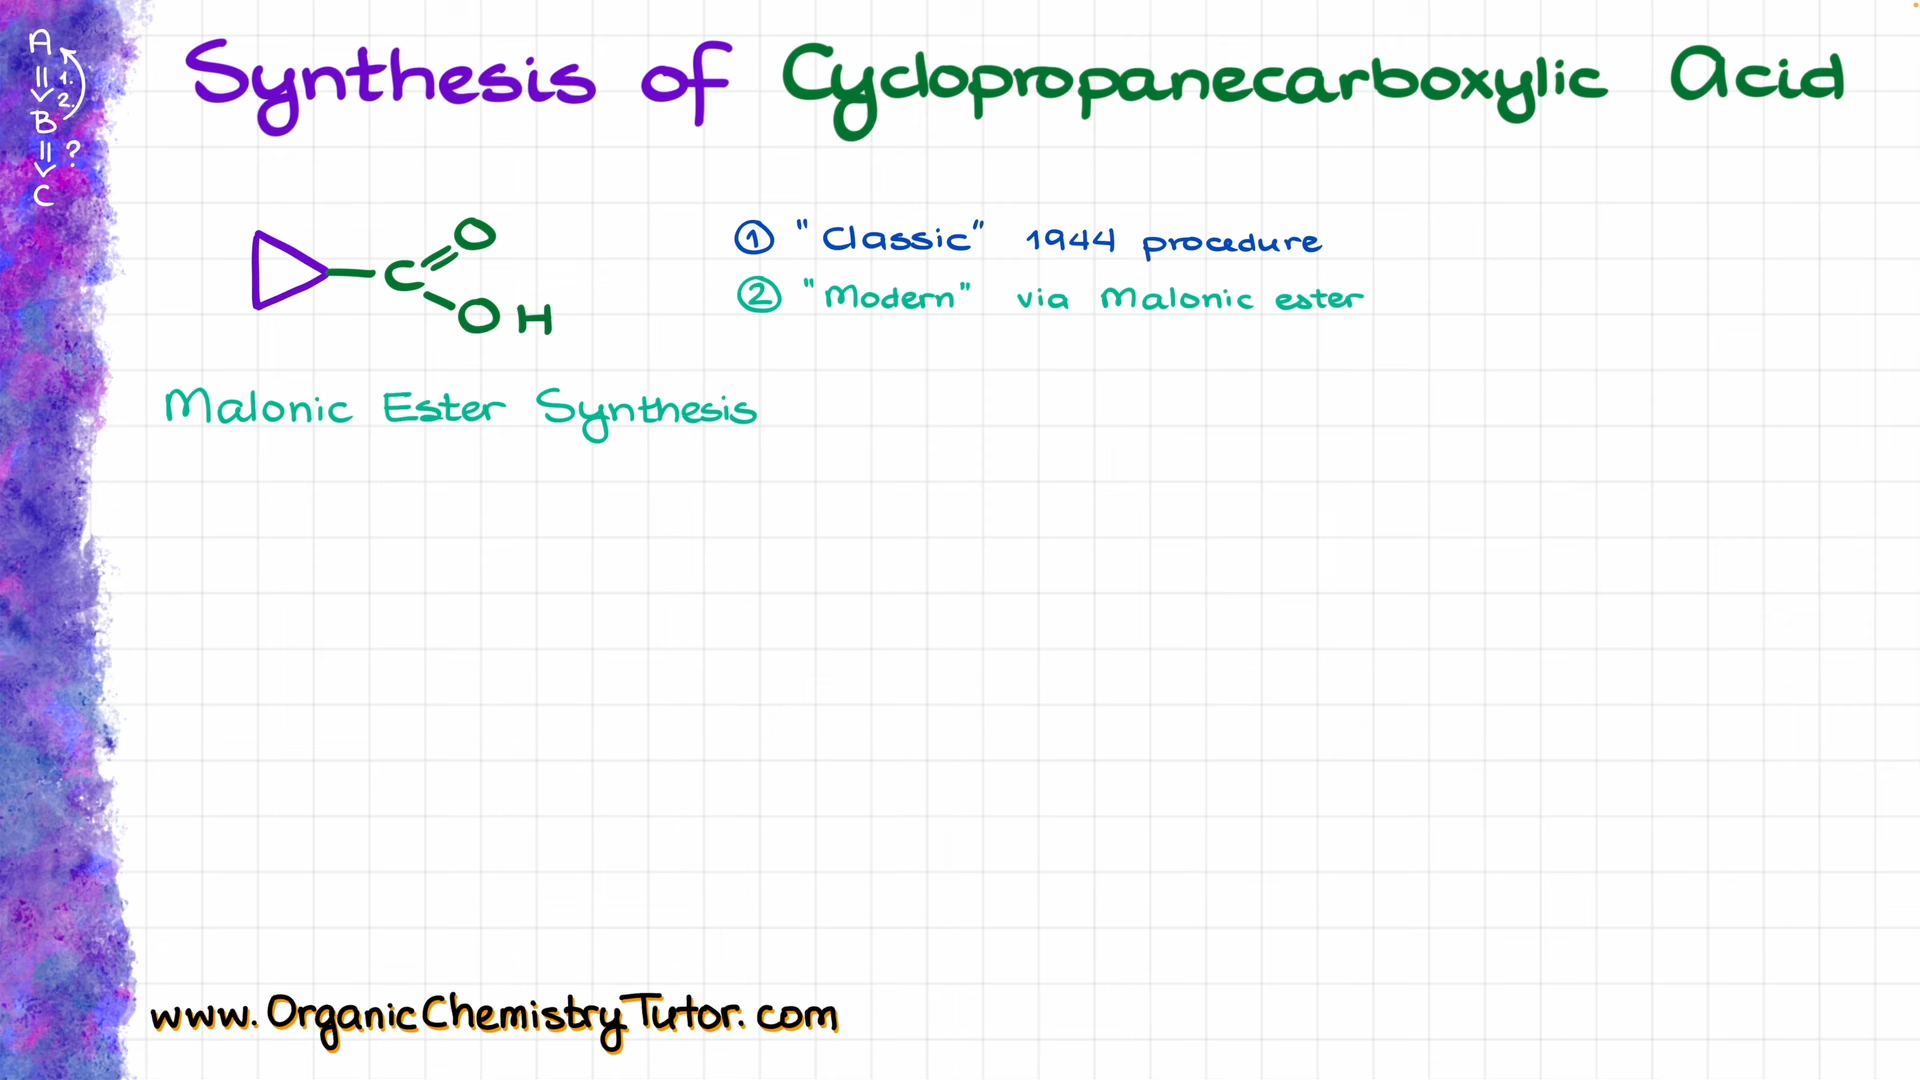 Synthesis of Cyclopropanecarboxylic Acid
A
1.
2.
B
?
C
C
O
O H
① "Classic" 1944 procedure
② "Modern" via Malonic ester
Malonic Ester Synthesis
www.OrganicChemistryTutor.com